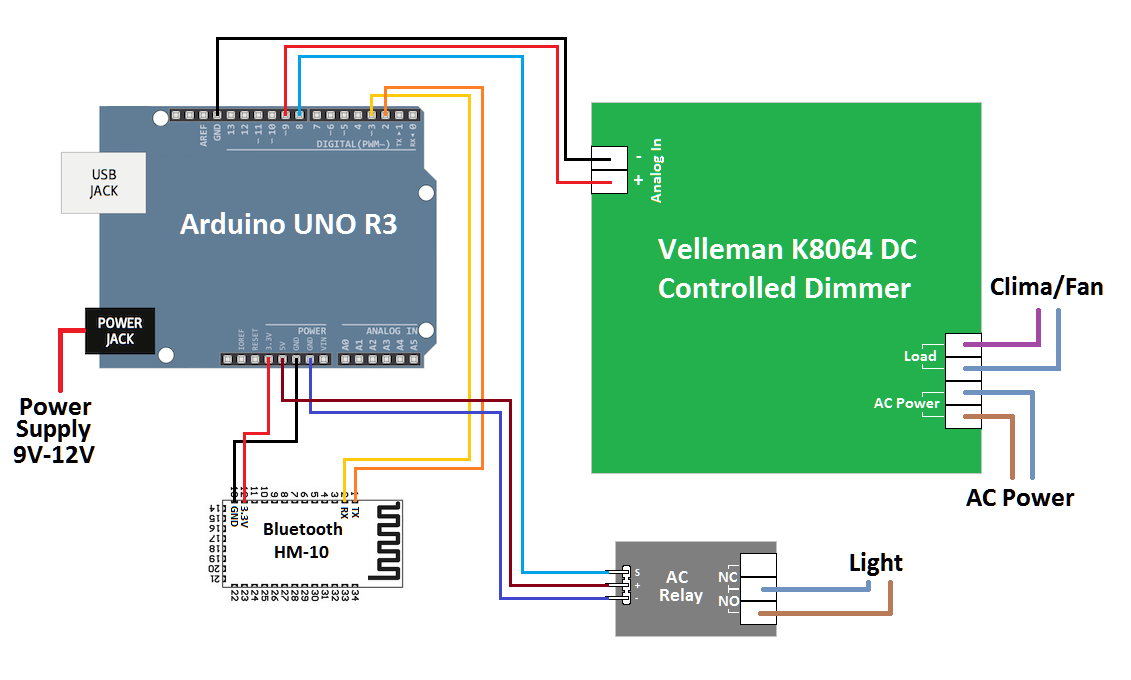 AREF
GND
13
12
~11
~10
~9
8
7
~6
~5
4
~3
2
TX▸1
RX◂0
DIGITAL(PWM~)
USB
JACK
Arduino UNO R3
POWER
JACK
IOREF
RESET
3.3V
5V
GND
GND
VIN
POWER
ANALOG IN
A0
A1
A2
A3
A4
A5
Power
Supply
9V-12V
-
+
Analog In
Velleman K8064 DC
Controlled Dimmer
Load
AC Power
Clima/Fan
AC Power
13
12
11
10
9
8
7
6
5
4
3
2
1
GND
3.3V
RX
TX
14
15
16
17
18
19
20
21
Bluetooth
HM-10
22
23
24
25
26
27
28
29
30
31
32
33
34
S
+
-
AC
Relay
NC
NO
Light